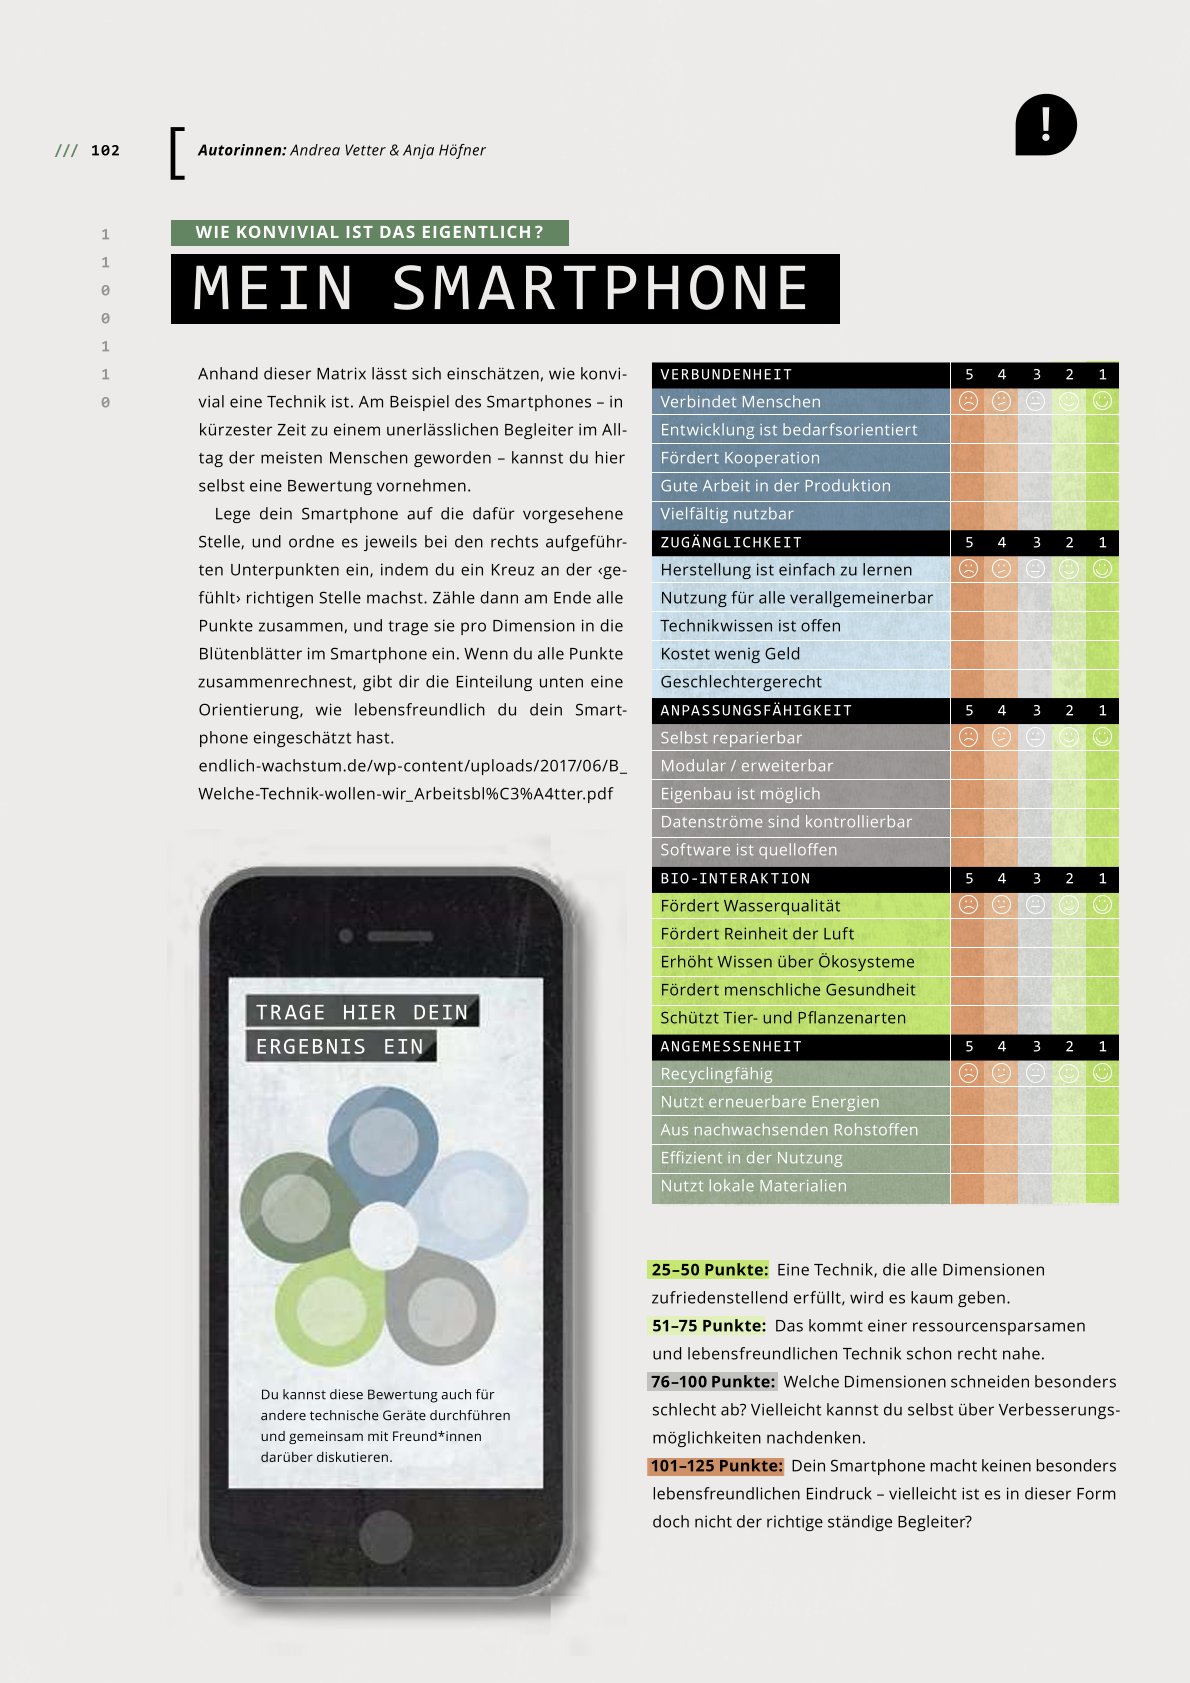 /// 102
Autorinnen: Andrea Vetter & Anja Höfner
!
1
1
0
0
1
1
0
WIE KONVIVIAL IST DAS EIGENTLICH?
MEIN SMARTPHONE
Anhand dieser Matrix lässt sich einschätzen, wie konvi-
vial eine Technik ist. Am Beispiel des Smartphones – in
kürzester Zeit zu einem unerlässlichen Begleiter im All-
tag der meisten Menschen geworden – kannst du hier
selbst eine Bewertung vornehmen.
Lege dein Smartphone auf die dafür vorgesehene
Stelle, und ordne es jeweils bei den rechts aufgeführ-
ten Unterpunkten ein, indem du ein Kreuz an der ‹ge-
fühlt› richtigen Stelle machst. Zähle dann am Ende alle
Punkte zusammen, und trage sie pro Dimension in die
Blütenblätter im Smartphone ein. Wenn du alle Punkte
zusammenrechnest, gibt dir die Einteilung unten eine
Orientierung, wie lebensfreundlich du dein Smart-
phone eingeschätzt hast.
endlich-wachstum.de/wp-content/uploads/2017/06/B_
Welche-Technik-wollen-wir_Arbeitsbl%C3%A4tter.pdf
TRAGE HIER DEIN
ERGEBNIS EIN
Du kannst diese Bewertung auch für
andere technische Geräte durchführen
und gemeinsam mit Freund*innen
darüber diskutieren.
VERBUNDENHEIT 5 4 3 2 1
Verbindet Menschen
Entwicklung ist bedarfsorientiert
Fördert Kooperation
Gute Arbeit in der Produktion
Vielfältig nutzbar
ZUGÄNGLICHKEIT 5 4 3 2 1
Herstellung ist einfach zu lernen
Nutzung für alle verallgemeinerbar
Technikwissen ist offen
Kostet wenig Geld
Geschlechtergerecht
ANPASSUNGSFÄHIGKEIT 5 4 3 2 1
Selbst reparierbar
Modular / erweiterbar
Eigenbau ist möglich
Datenströme sind kontrollierbar
Software ist quelloffen
BIO-INTERAKTION 5 4 3 2 1
Fördert Wasserqualität
Fördert Reinheit der Luft
Erhöht Wissen über Ökosysteme
Fördert menschliche Gesundheit
Schützt Tier- und Pflanzenarten
ANGEMESSENHEIT 5 4 3 2 1
Recyclingfähig
Nutzt erneuerbare Energien
Aus nachwachsenden Rohstoffen
Effizient in der Nutzung
Nutzt lokale Materialien
25–50 Punkte: Eine Technik, die alle Dimensionen
zufriedenstellend erfüllt, wird es kaum geben.
51–75 Punkte: Das kommt einer ressourcensparsamen
und lebensfreundlichen Technik schon recht nahe.
76–100 Punkte: Welche Dimensionen schneiden besonders
schlecht ab? Vielleicht kannst du selbst über Verbesserungs-
möglichkeiten nachdenken.
101–125 Punkte: Dein Smartphone macht keinen besonders
lebensfreundlichen Eindruck – vielleicht ist es in dieser Form
doch nicht der richtige ständige Begleiter?